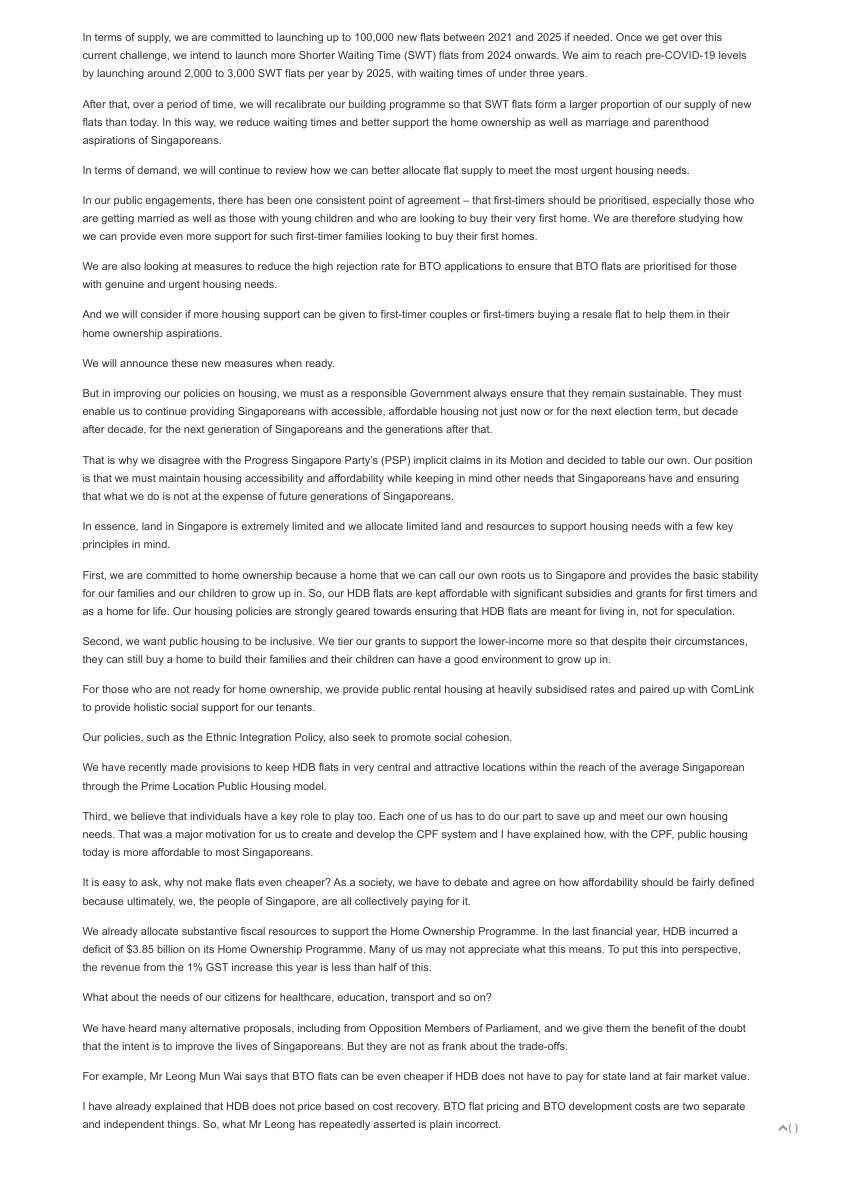 In terms of supply, we are committed to launching up to 100,000 new flats between 2021 and 2025 if needed. Once we get over this
current challenge, we intend to launch more Shorter Waiting Time (SWT) flats from 2024 onwards. We aim to reach pre-COVID-19 levels
by launching around 2,000 to 3,000 SWT flats per year by 2025, with waiting times of under three years.
After that, over a period of time, we will recalibrate our building programme so that SWT flats form a larger proportion of our supply of new
flats than today. In this way, we reduce waiting times and better support the home ownership as well as marriage and parenthood
aspirations of Singaporeans.
In terms of demand, we will continue to review how we can better allocate flat supply to meet the most urgent housing needs.
In our public engagements, there has been one consistent point of agreement – that first-timers should be prioritised, especially those who
are getting married as well as those with young children and who are looking to buy their very first home. We are therefore studying how
we can provide even more support for such first-timer families looking to buy their first homes.
We are also looking at measures to reduce the high rejection rate for BTO applications to ensure that BTO flats are prioritised for those
with genuine and urgent housing needs.
And we will consider if more housing support can be given to first-timer couples or first-timers buying a resale flat to help them in their
home ownership aspirations.
We will announce these new measures when ready.
But in improving our policies on housing, we must as a responsible Government always ensure that they remain sustainable. They must
enable us to continue providing Singaporeans with accessible, affordable housing not just now or for the next election term, but decade
after decade, for the next generation of Singaporeans and the generations after that.
That is why we disagree with the Progress Singapore Party's (PSP) implicit claims in its Motion and decided to table our own. Our position
is that we must maintain housing accessibility and affordability while keeping in mind other needs that Singaporeans have and ensuring
that what we do is not at the expense of future generations of Singaporeans.
In essence, land in Singapore is extremely limited and we allocate limited land and resources to support housing needs with a few key
principles in mind.
First, we are committed to home ownership because a home that we can call our own roots us to Singapore and provides the basic stability
for our families and our children to grow up in. So, our HDB flats are kept affordable with significant subsidies and grants for first timers and
as a home for life. Our housing policies are strongly geared towards ensuring that HDB flats are meant for living in, not for speculation.
Second, we want public housing to be inclusive. We tier our grants to support the lower-income more so that despite their circumstances,
they can still buy a home to build their families and their children can have a good environment to grow up in.
For those who are not ready for home ownership, we provide public rental housing at heavily subsidised rates and paired up with ComLink
to provide holistic social support for our tenants.
Our policies, such as the Ethnic Integration Policy, also seek to promote social cohesion.
We have recently made provisions to keep HDB flats in very central and attractive locations within the reach of the average Singaporean
through the Prime Location Public Housing model.
Third, we believe that individuals have a key role to play too. Each one of us has to do our part to save up and meet our own housing
needs. That was a major motivation for us to create and develop the CPF system and I have explained how, with the CPF, public housing
today is more affordable to most Singaporeans.
It is easy to ask, why not make flats even cheaper? As a society, we have to debate and agree on how affordability should be fairly defined
because ultimately, we, the people of Singapore, are all collectively paying for it.
We already allocate substantive fiscal resources to support the Home Ownership Programme. In the last financial year, HDB incurred a
deficit of $3.85 billion on its Home Ownership Programme. Many of us may not appreciate what this means. To put this into perspective,
the revenue from the 1% GST increase this year is less than half of this.
What about the needs of our citizens for healthcare, education, transport and so on?
We have heard many alternative proposals, including from Opposition Members of Parliament, and we give them the benefit of the doubt
that the intent is to improve the lives of Singaporeans. But they are not as frank about the trade-offs.
For example, Mr Leong Mun Wai says that BTO flats can be even cheaper if HDB does not have to pay for state land at fair market value.
I have already explained that HDB does not price based on cost recovery. BTO flat pricing and BTO development costs are two separate
and independent things. So, what Mr Leong has repeatedly asserted is plain incorrect.
( )